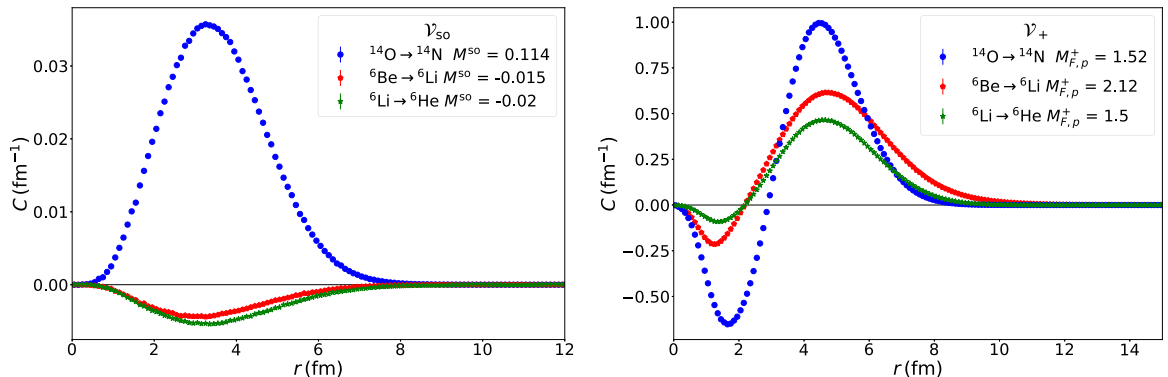 𝒱so
¹⁴O → ¹⁴N Mˢᵒ = 0.114
⁶Be → ⁶Li Mˢᵒ = -0.015
⁶Li → ⁶He Mˢᵒ = -0.02
0.03
0.02
0.01
0.00
C (fm⁻¹)
0 2 4 6 8 10 12
r (fm)
𝒱₊
¹⁴O → ¹⁴N M⁺F,p = 1.52
⁶Be → ⁶Li M⁺F,p = 2.12
⁶Li → ⁶He M⁺F,p = 1.5
1.00
0.75
0.50
0.25
0.00
−0.25
−0.50
C (fm⁻¹)
0 2 4 6 8 10 12 14
r (fm)